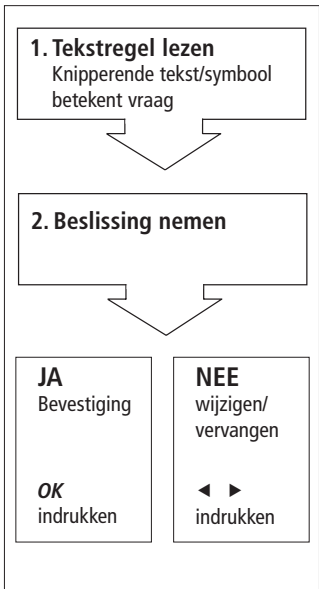 1. Tekstregel lezen
Knipperende tekst/symbool
betekent vraag
2. Beslissing nemen
JA
Bevestiging
OK
indrukken
NEE
wijzigen/
vervangen
◄ ►
indrukken